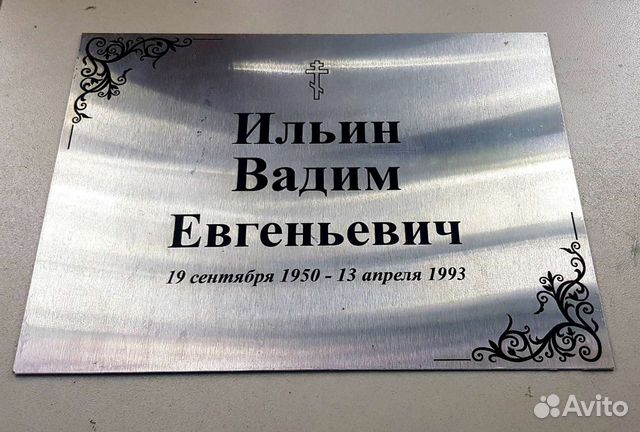 Ильин
Вадим
Евгеньевич
19 сентября 1950 - 13 апреля 1993
Avito